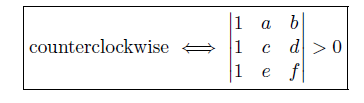 counterclockwise ⟺ |1 a b|
|1 c d| > 0
|1 e f|